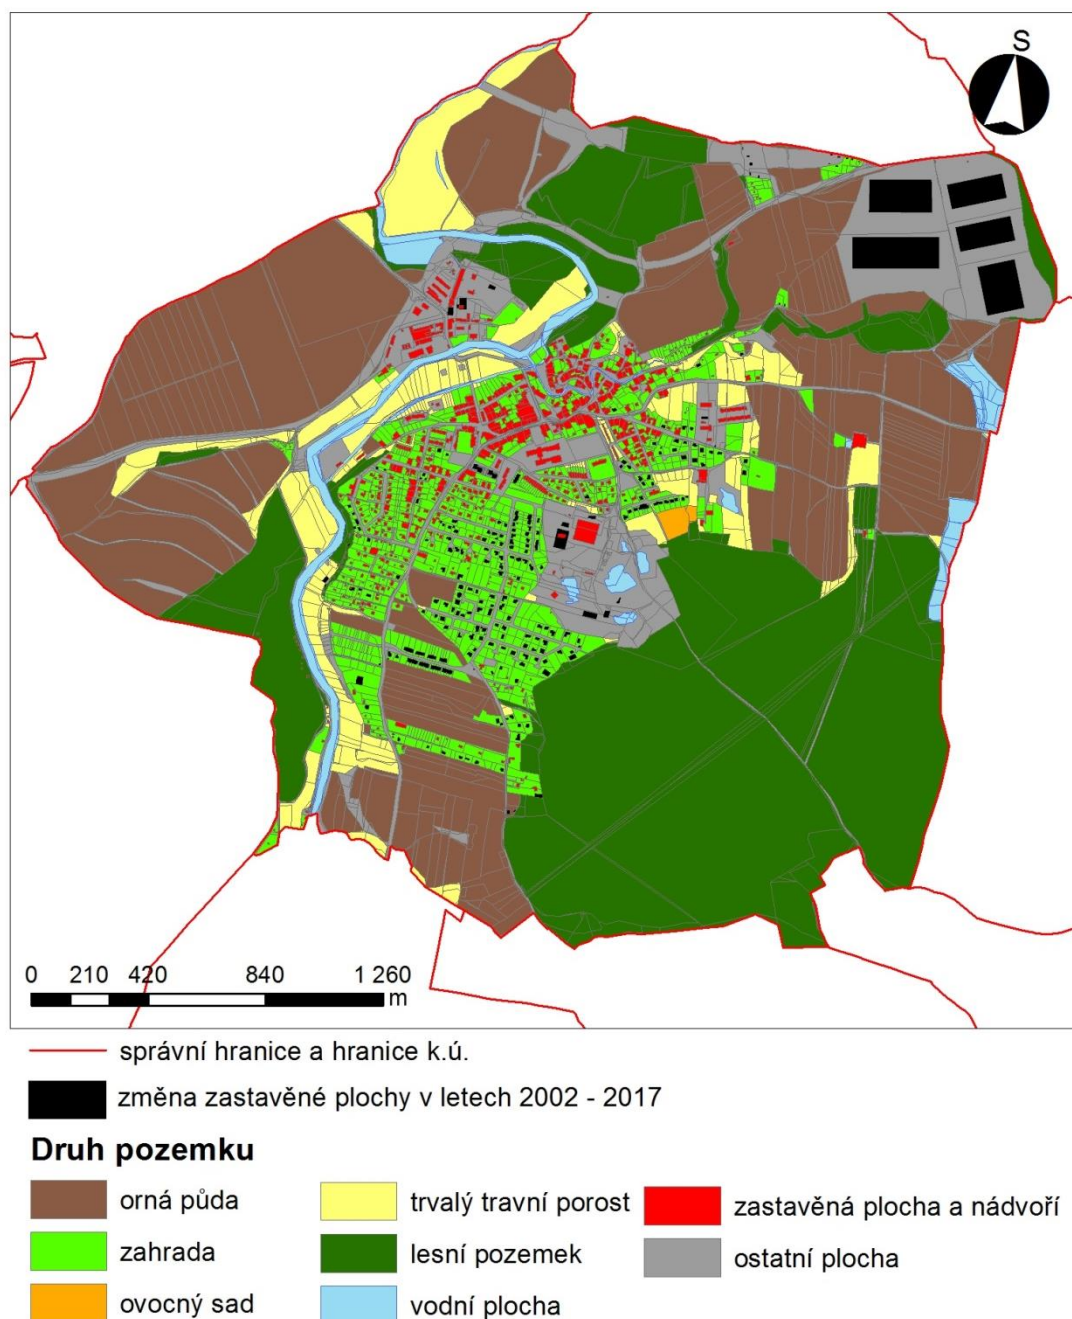 S
0 210 420 840 1 260
m
správní hranice a hranice k.ú.
změna zastavěné plochy v letech 2002 - 2017
Druh pozemku
orná půda
trvalý travní porost
zastavěná plocha a nádvoří
zahrada
lesní pozemek
ostatní plocha
ovocný sad
vodní plocha